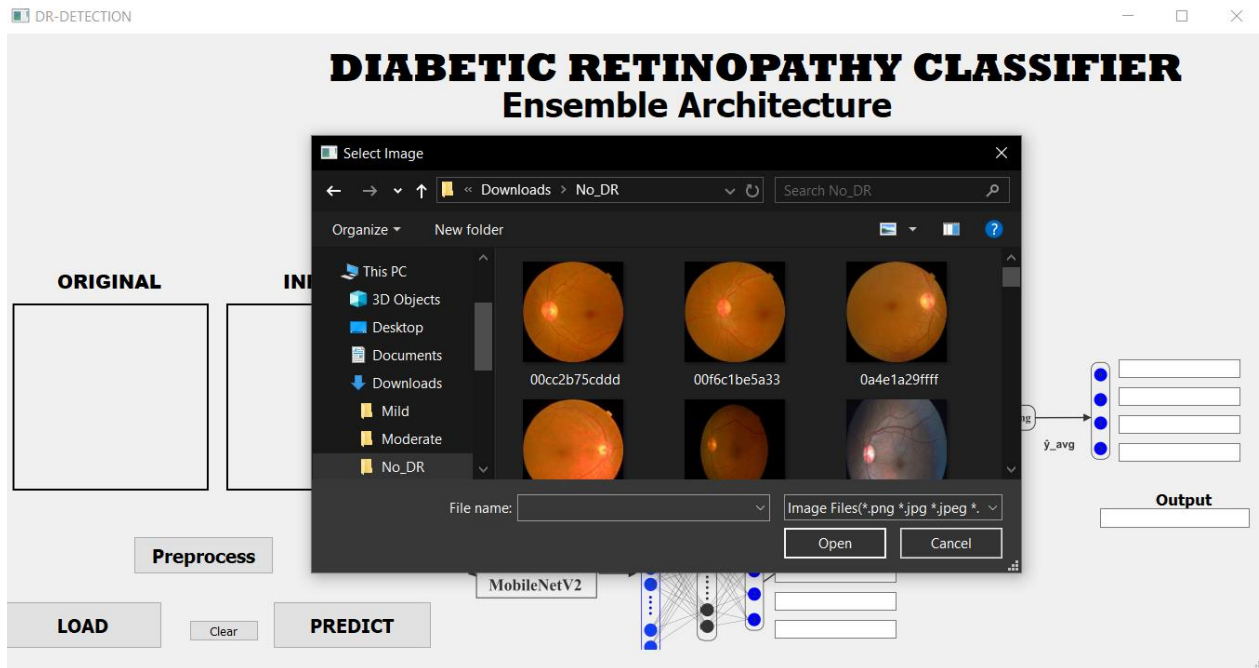 DR-DETECTION
DIABETIC RETINOPATHY CLASSIFIER
Ensemble Architecture
Select Image
« Downloads > No_DR
Search No_DR
Organize
New folder
This PC
3D Objects
Desktop
Documents
Downloads
Mild
Moderate
No_DR
00cc2b75cddd
00f6c1be5a33
0a4e1a29ffff
File name:
Image Files(*.png *.jpg *.jpeg *.
Open
Cancel
ORIGINAL
IN
ng
ŷ_avg
Output
Preprocess
MobileNetV2
LOAD
Clear
PREDICT